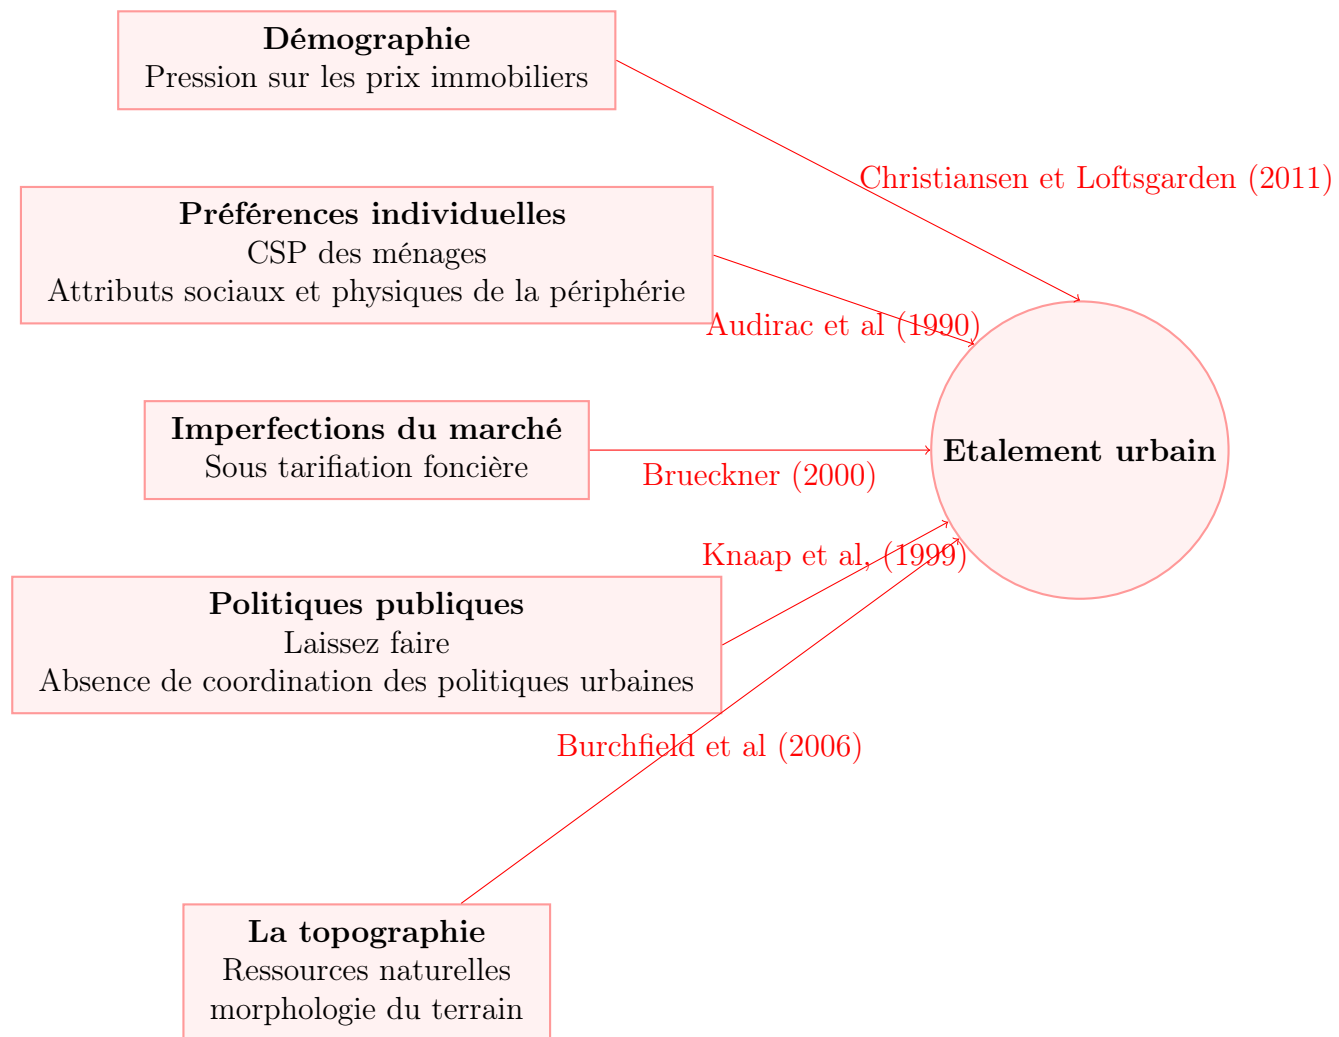 Démographie
Pression sur les prix immobiliers
Christiansen et Loftsgarden (2011)
Préférences individuelles
CSP des ménages
Attributs sociaux et physiques de la périphérie
Audirac et al (1990)
Imperfections du marché
Sous tarifiation foncière
Brueckner (2000)
Etalement urbain
Knaap et al, (1999)
Politiques publiques
Laissez faire
Absence de coordination des politiques urbaines
Burchfield et al (2006)
La topographie
Ressources naturelles
morphologie du terrain